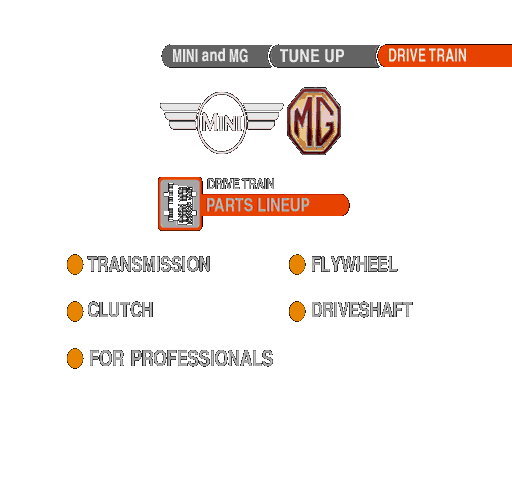 MINI and MG TUNE UP DRIVE TRAIN
MINI MG
DRIVE TRAIN
PARTS LINEUP
TRANSMISSION FLYWHEEL
CLUTCH DRIVESHAFT
FOR PROFESSIONALS